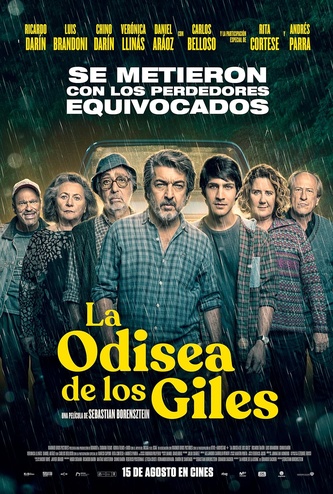 RICARDO DARÍN
LUIS BRANDONI
CHINO DARÍN
VERÓNICA LLINÁS
DANIEL ARÁOZ
CON CARLOS BELLOSO
Y LA PARTICIPACIÓN ESPECIAL DE RITA CORTESE
Y ANDRÉS PARRA
SE METIERON
CON LOS PERDEDORES
EQUIVOCADOS
La
Odisea
de los Giles
UNA PELÍCULA DE SEBASTIAN BORENSZTEIN
15 DE AGOSTO EN CINES